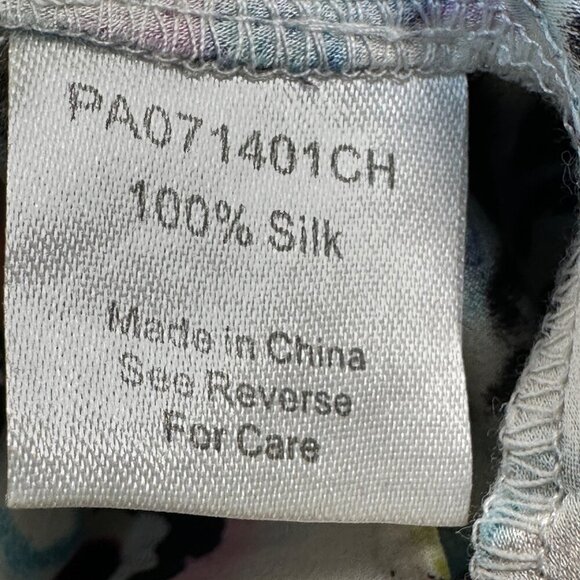 PA071401CH
100% Silk
Made in China
See Reverse
For Care